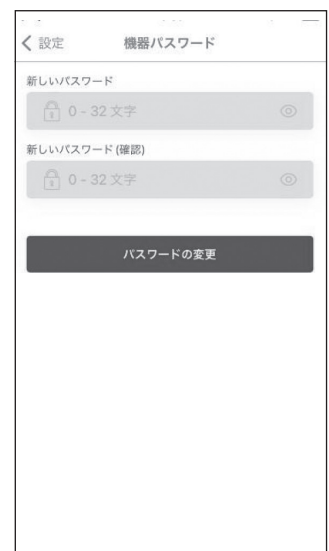 設定 機器パスワード
新しいパスワード
0 - 32 文字
新しいパスワード (確認)
0 - 32 文字
パスワードの変更